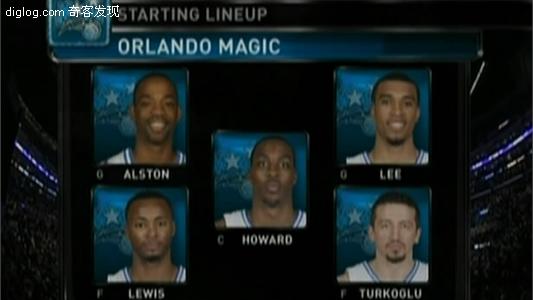 diglog.com 奇客发现
STARTING LINEUP
ORLANDO MAGIC
G ALSTON
G LEE
C HOWARD
F LEWIS
F TURKOGLU